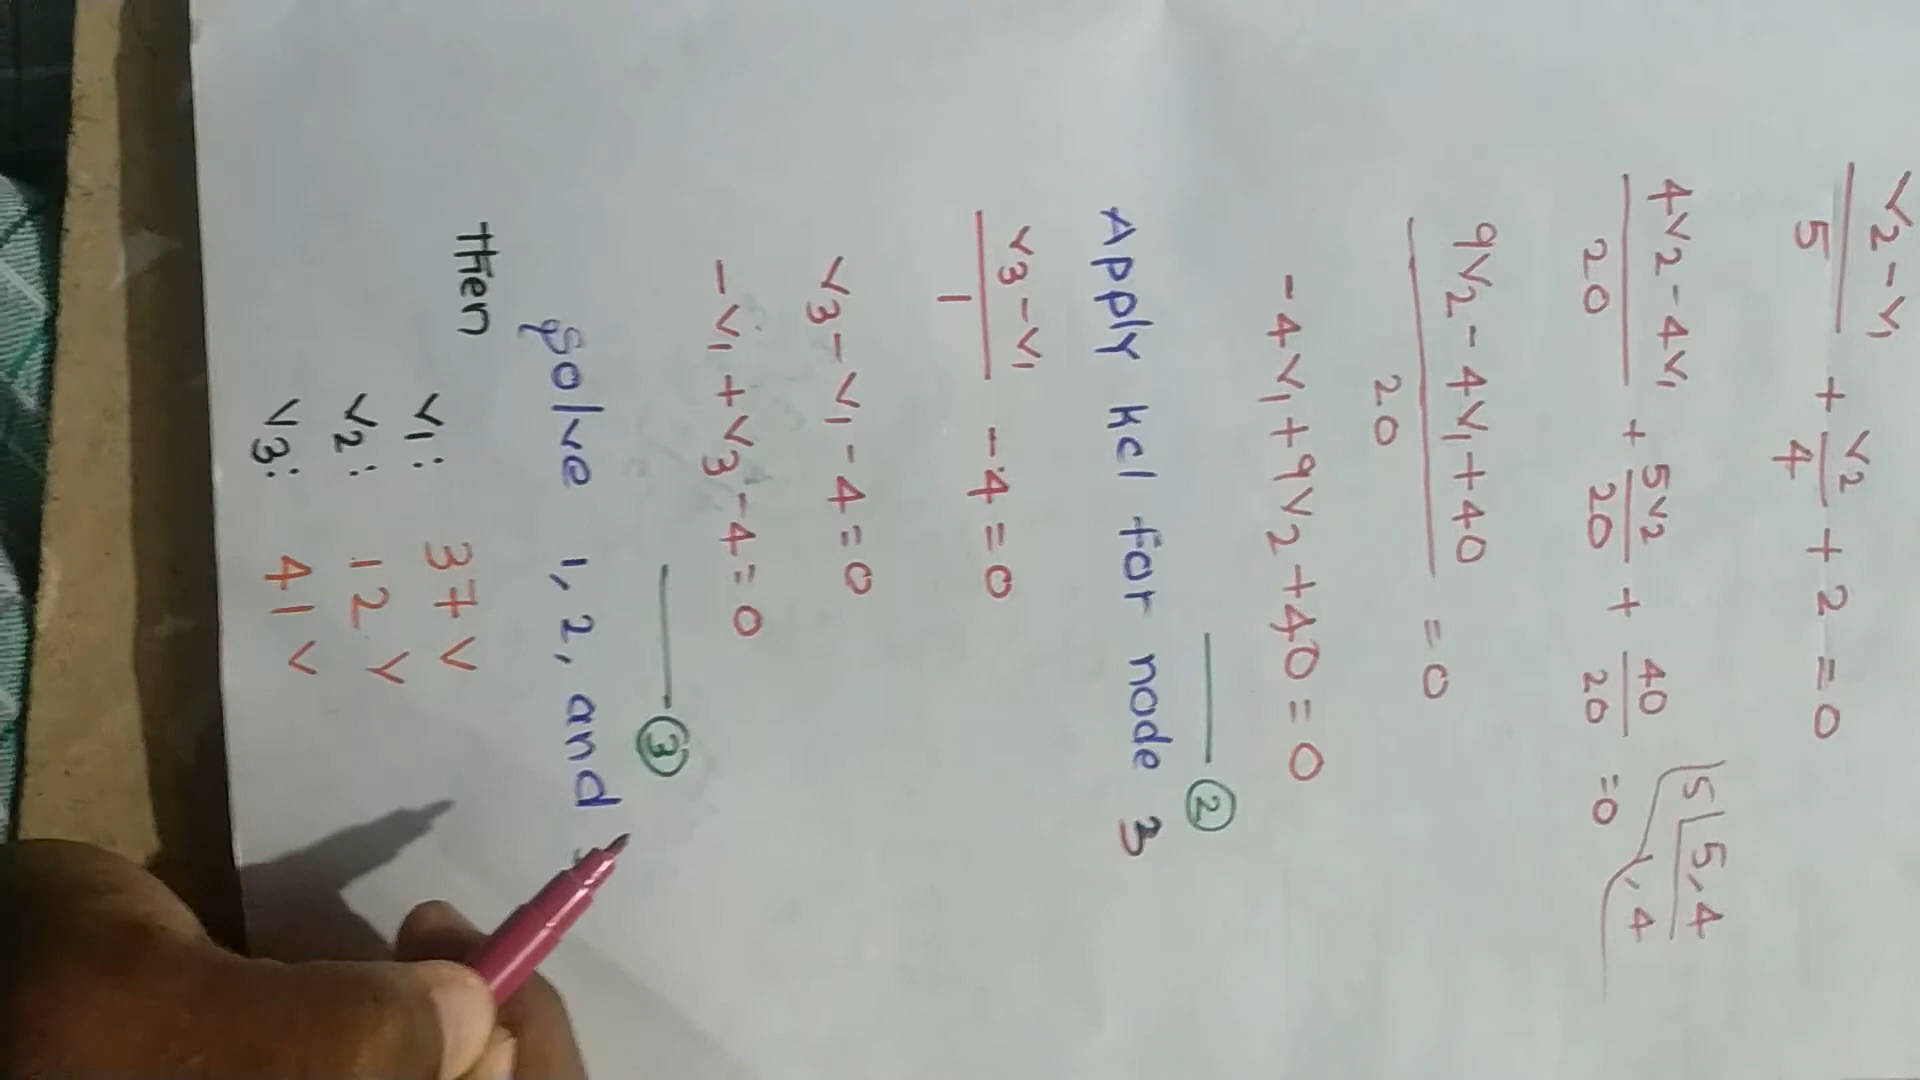 V2-V1/5 + V2/4 + 2 = 0
4V2-4V1/20 + 5V2/20 + 40/20 = 0
5 5,4
1,4
9V2-4V1+40/20 = 0
-4V1+9V2+40=0
2
Apply kcl for node 3
V3-V1/1 -4=0
V3-V1-4=0
-V1+V3-4=0
3
Solve 1, 2, and
Then
V1: 37 V
V2: 12 V
V3: 41 V